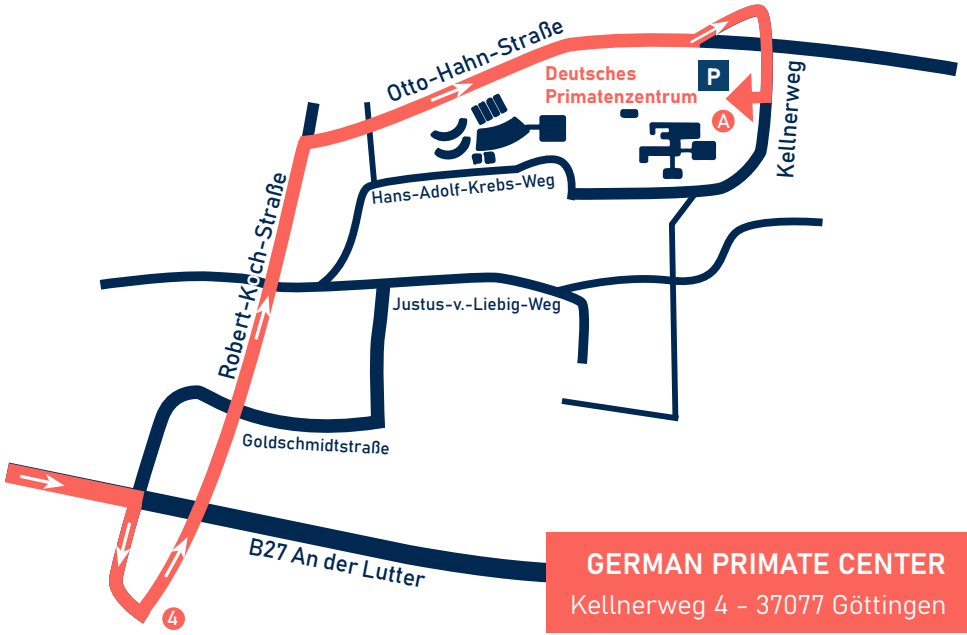 Otto-Hahn-Straße
Deutsches
Primatenzentrum
P
A
Kellnerweg
Hans-Adolf-Krebs-Weg
Robert-Koch-Straße
Justus-v.-Liebig-Weg
Goldschmidtstraße
B27 An der Lutter
4
GERMAN PRIMATE CENTER
Kellnerweg 4 - 37077 Göttingen